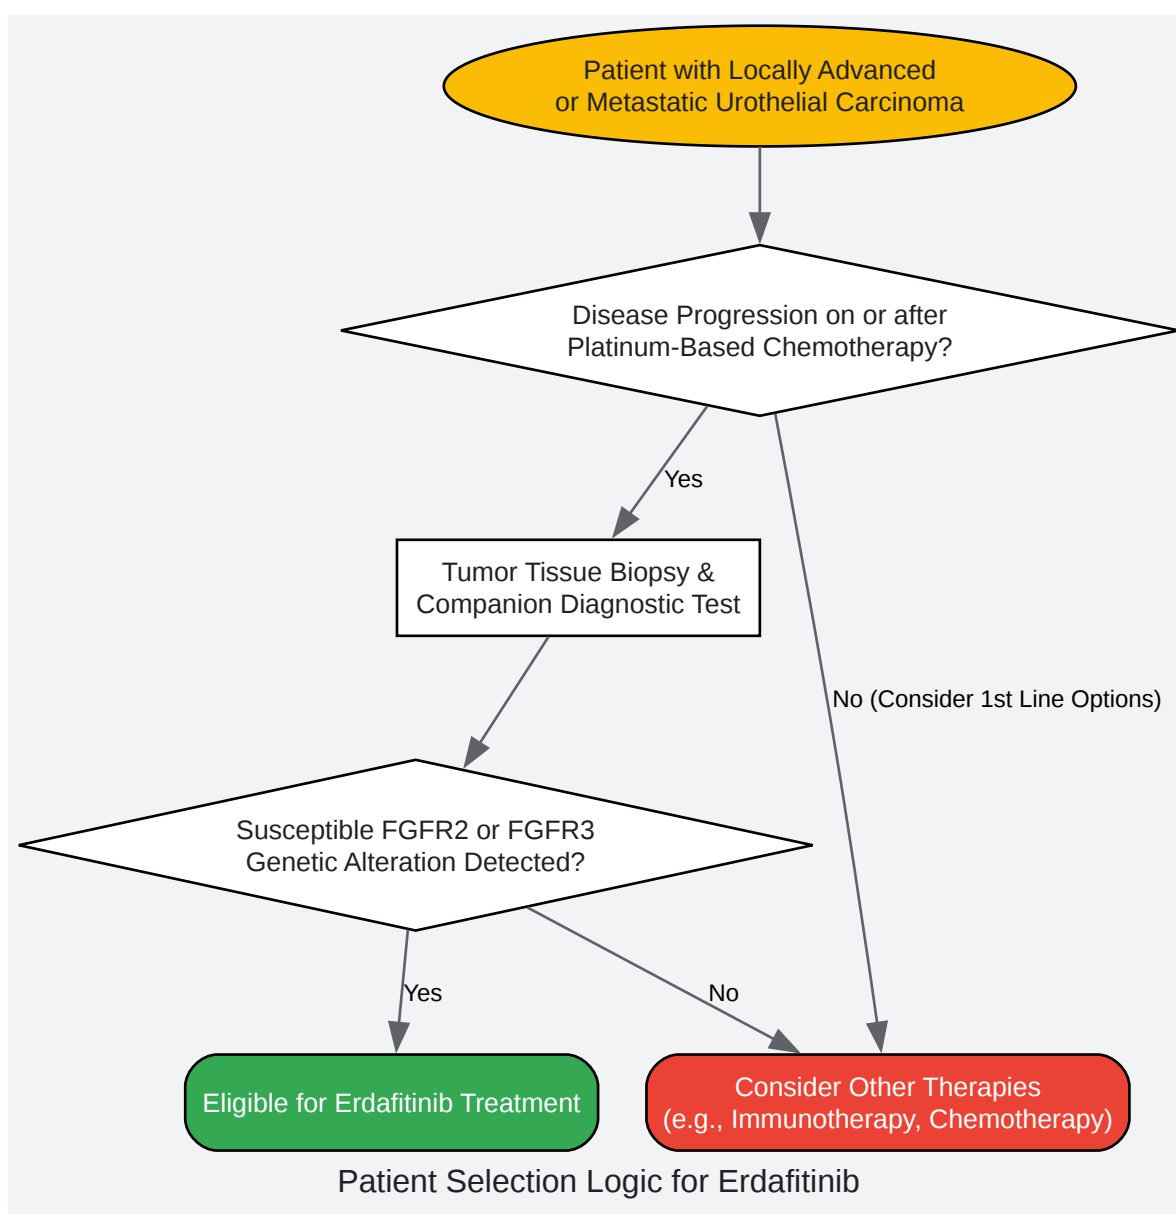 Patient with Locally Advanced
or Metastatic Urothelial Carcinoma
Disease Progression on or after
Platinum-Based Chemotherapy?
Yes
Tumor Tissue Biopsy &
Companion Diagnostic Test
No (Consider 1st Line Options)
Susceptible FGFR2 or FGFR3
Genetic Alteration Detected?
Yes
No
Eligible for Erdafitinib Treatment
Consider Other Therapies
(e.g., Immunotherapy, Chemotherapy)
Patient Selection Logic for Erdafitinib